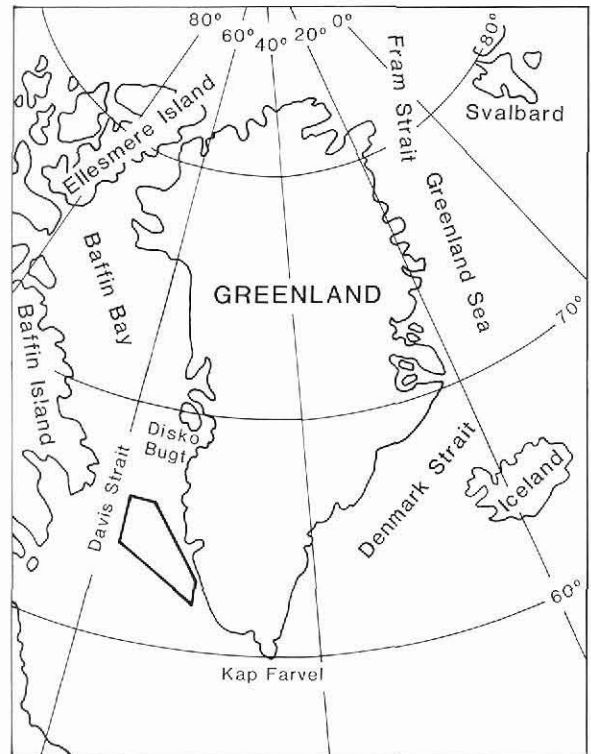 80°
60°
40°
20°
0°
80°
Fram Strait
Svalbard
Ellesmere Island
Greenland Sea
Baffin Bay
GREENLAND
Baffin Island
70°
Disko
Bugt
Davis Strait
Denmark Strait
Iceland
60°
Kap Farvel